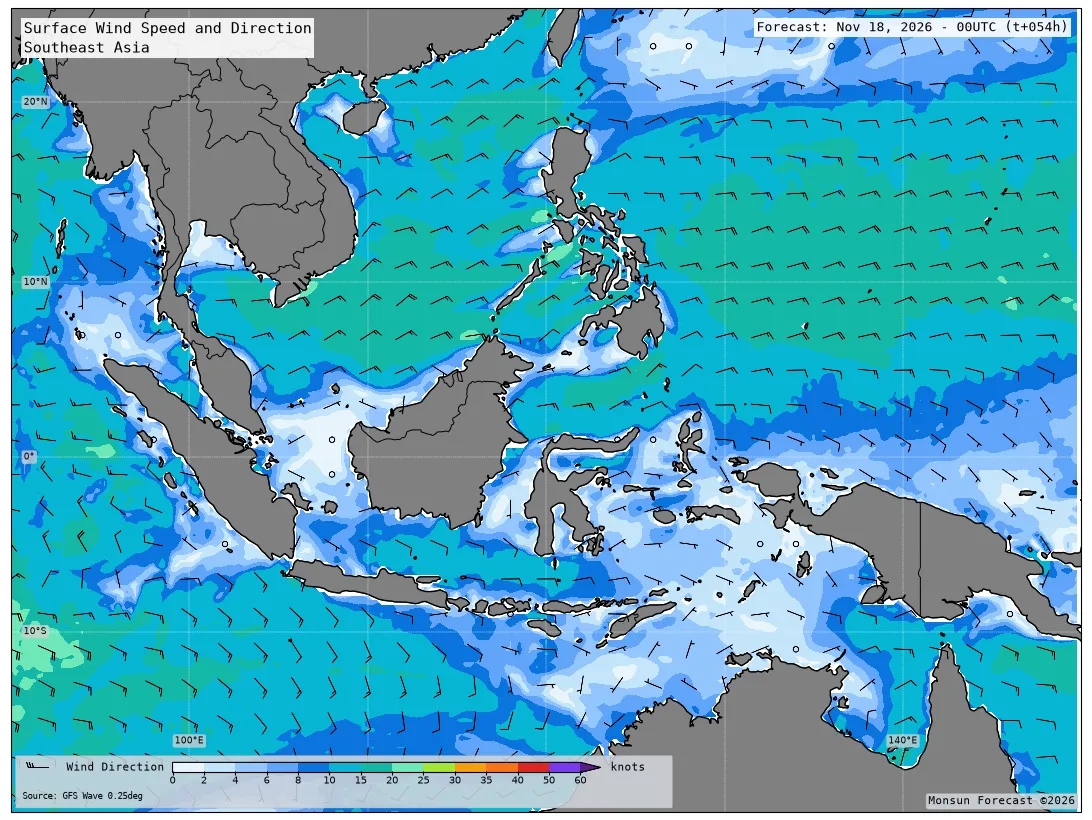 Surface Wind Speed and Direction
Southeast Asia
Forecast: Nov 18, 2026 - 00UTC (t+054h)
20°N
10°N
0°
10°S
100°E
140°E
Wind Direction
0 2 4 6 8 10 15 20 25 30 35 40 50 60
knots
Source: GFS Wave 0.25deg
Monsun Forecast ©2026